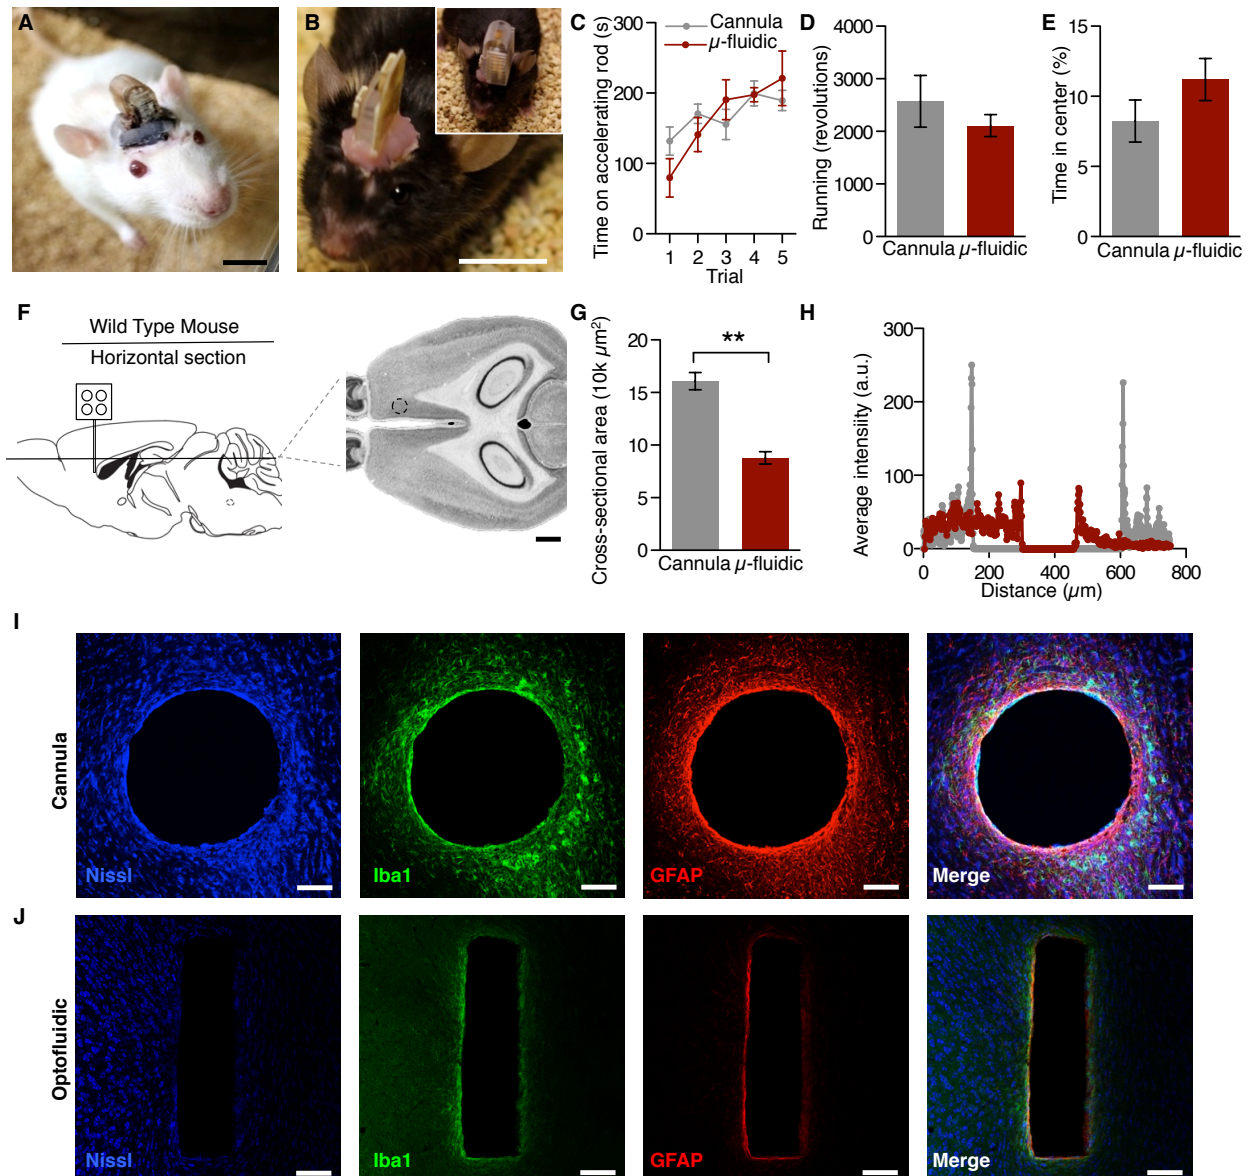 A
B
C
Time on accelerating rod (s)
300
200
100
0
Cannula
µ-fluidic
1 2 3 4 5
Trial
D
Running (revolutions)
4000
3000
2000
1000
0
Cannula µ-fluidic
E
Time in center (%)
15
10
5
0
Cannula µ-fluidic
F
Wild Type Mouse
Horizontal section
G
Cross-sectional area (10k µm²)
20
15
10
5
0
**
Cannula µ-fluidic
H
Average intensiity (a.u.)
300
200
100
0
0 200 400 600 800
Distance (µm)
I
Cannula
Nissl
Iba1
GFAP
Merge
J
Optofluidic
Nissl
Iba1
GFAP
Merge